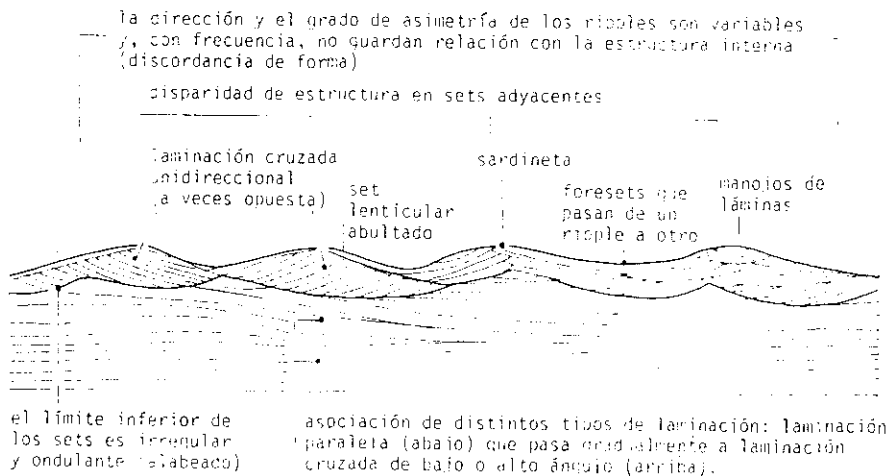 la dirección y el grado de asimetría de los ripples son variables
y, con frecuencia, no guardan relación con la estructura interna
(discordancia de forma)
disparidad de estructura en sets adyacentes
laminación cruzada
unidireccional
(a veces opuesta)
set
lenticular
abultado
sardineta
foresets que
pasan de un
ripple a otro
manojos de
láminas
el límite inferior de
los sets es irregular
y ondulante (alabeado)
asociación de distintos tipos de laminación: laminación
paralela (abajo) que pasa gradualmente a laminación
cruzada de bajo o alto ángulo (arriba).